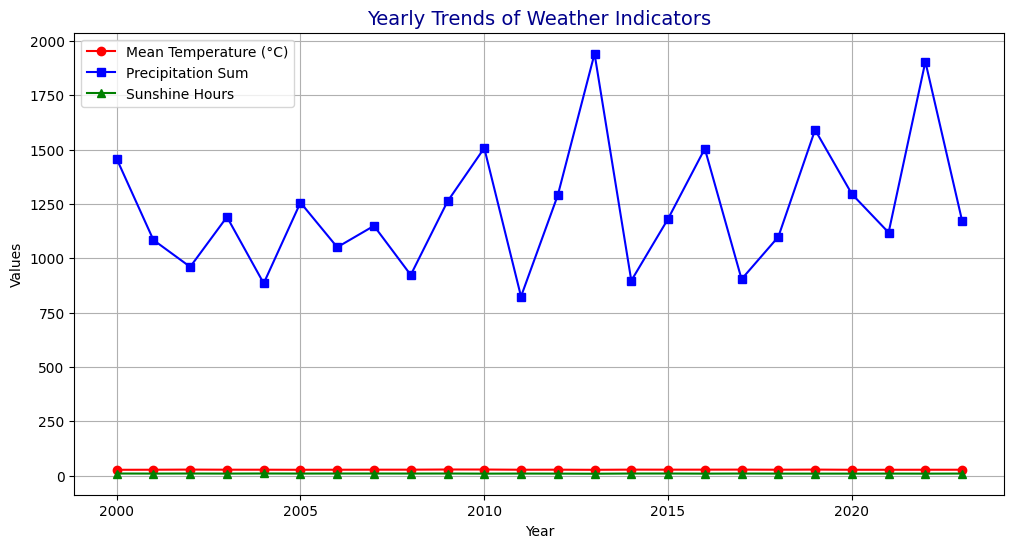 Yearly Trends of Weather Indicators
Mean Temperature (°C)
Precipitation Sum
Sunshine Hours
2000
1750
1500
1250
1000
750
500
250
0
Values
2000 2005 2010 2015 2020
Year